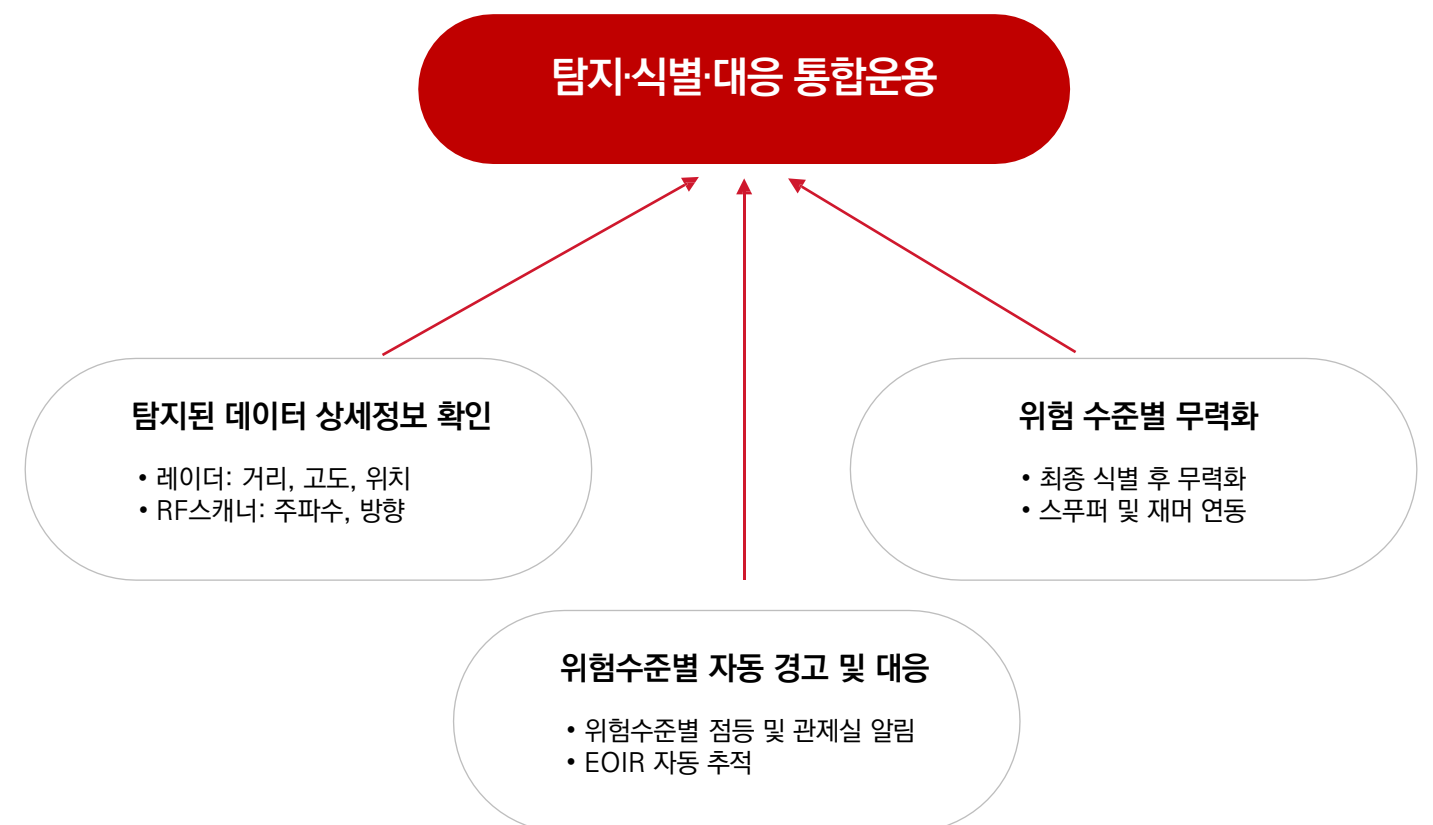 탐지·식별·대응 통합운용
탐지된 데이터 상세정보 확인
• 레이더: 거리, 고도, 위치
• RF스캐너: 주파수, 방향
위험 수준별 무력화
• 최종 식별 후 무력화
• 스푸퍼 및 재머 연동
위험수준별 자동 경고 및 대응
• 위험수준별 점등 및 관제실 알림
• EOIR 자동 추적